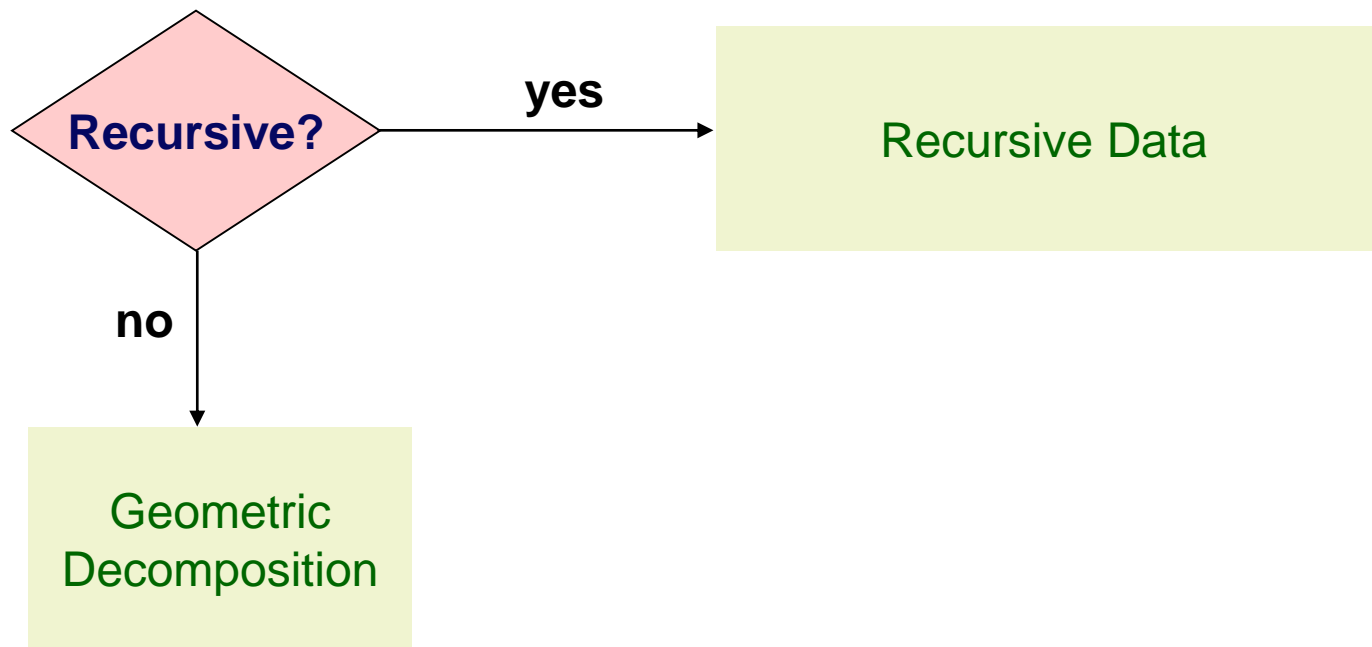 Recursive?
yes
Recursive Data
no
Geometric
Decomposition